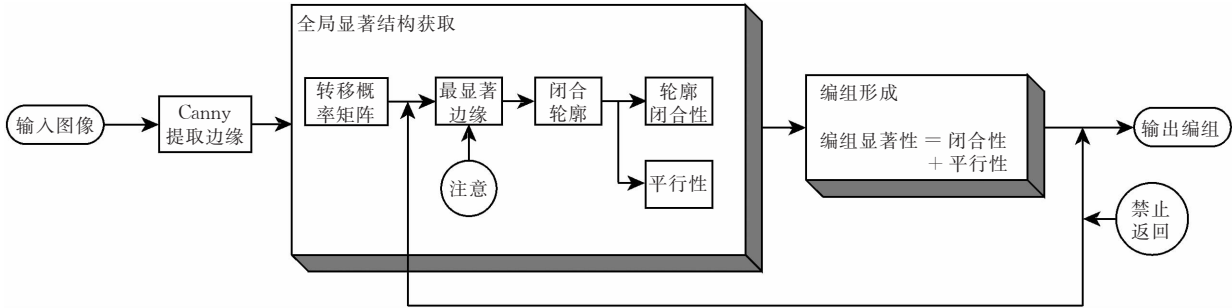 输入图像
Canny
提取边缘
全局显著结构获取
转移概
率矩阵
最显著
边缘
注意
闭合
轮廓
轮廓
闭合性
平行性
编组形成
编组显著性 = 闭合性
+ 平行性
输出编组
禁止
返回